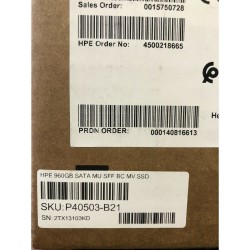 Sales Order: 0015750728
HPE Order No: 4500218665
PRDN ORDER: 000140816613
HPE 960GB SATA MU SFF BC MV SSD
SKU:P40503-B21
SN: 2TX13103KD